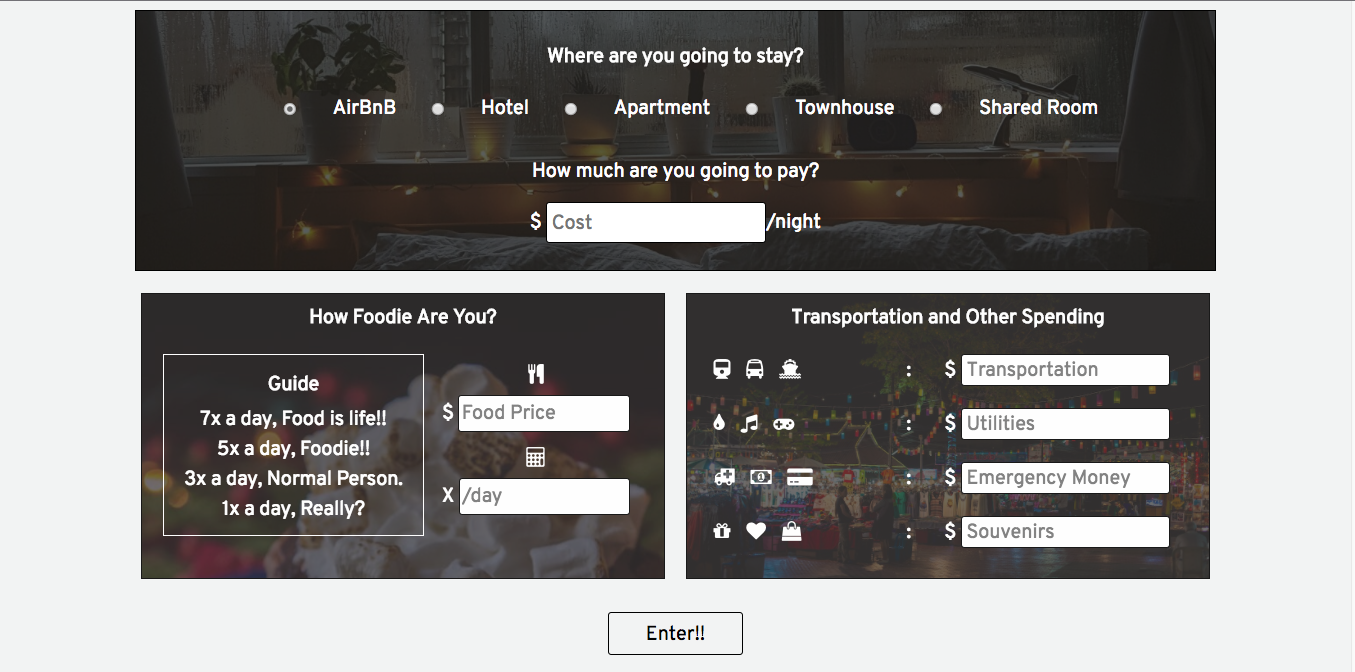 Where are you going to stay?
AirBnB Hotel Apartment Townhouse Shared Room
How much are you going to pay?
$ Cost /night
How Foodie Are You?
Guide
7x a day, Food is life!!
5x a day, Foodie!!
3x a day, Normal Person.
1x a day, Really?
$ Food Price
X /day
Transportation and Other Spending
: $ Transportation
: $ Utilities
: $ Emergency Money
: $ Souvenirs
Enter!!